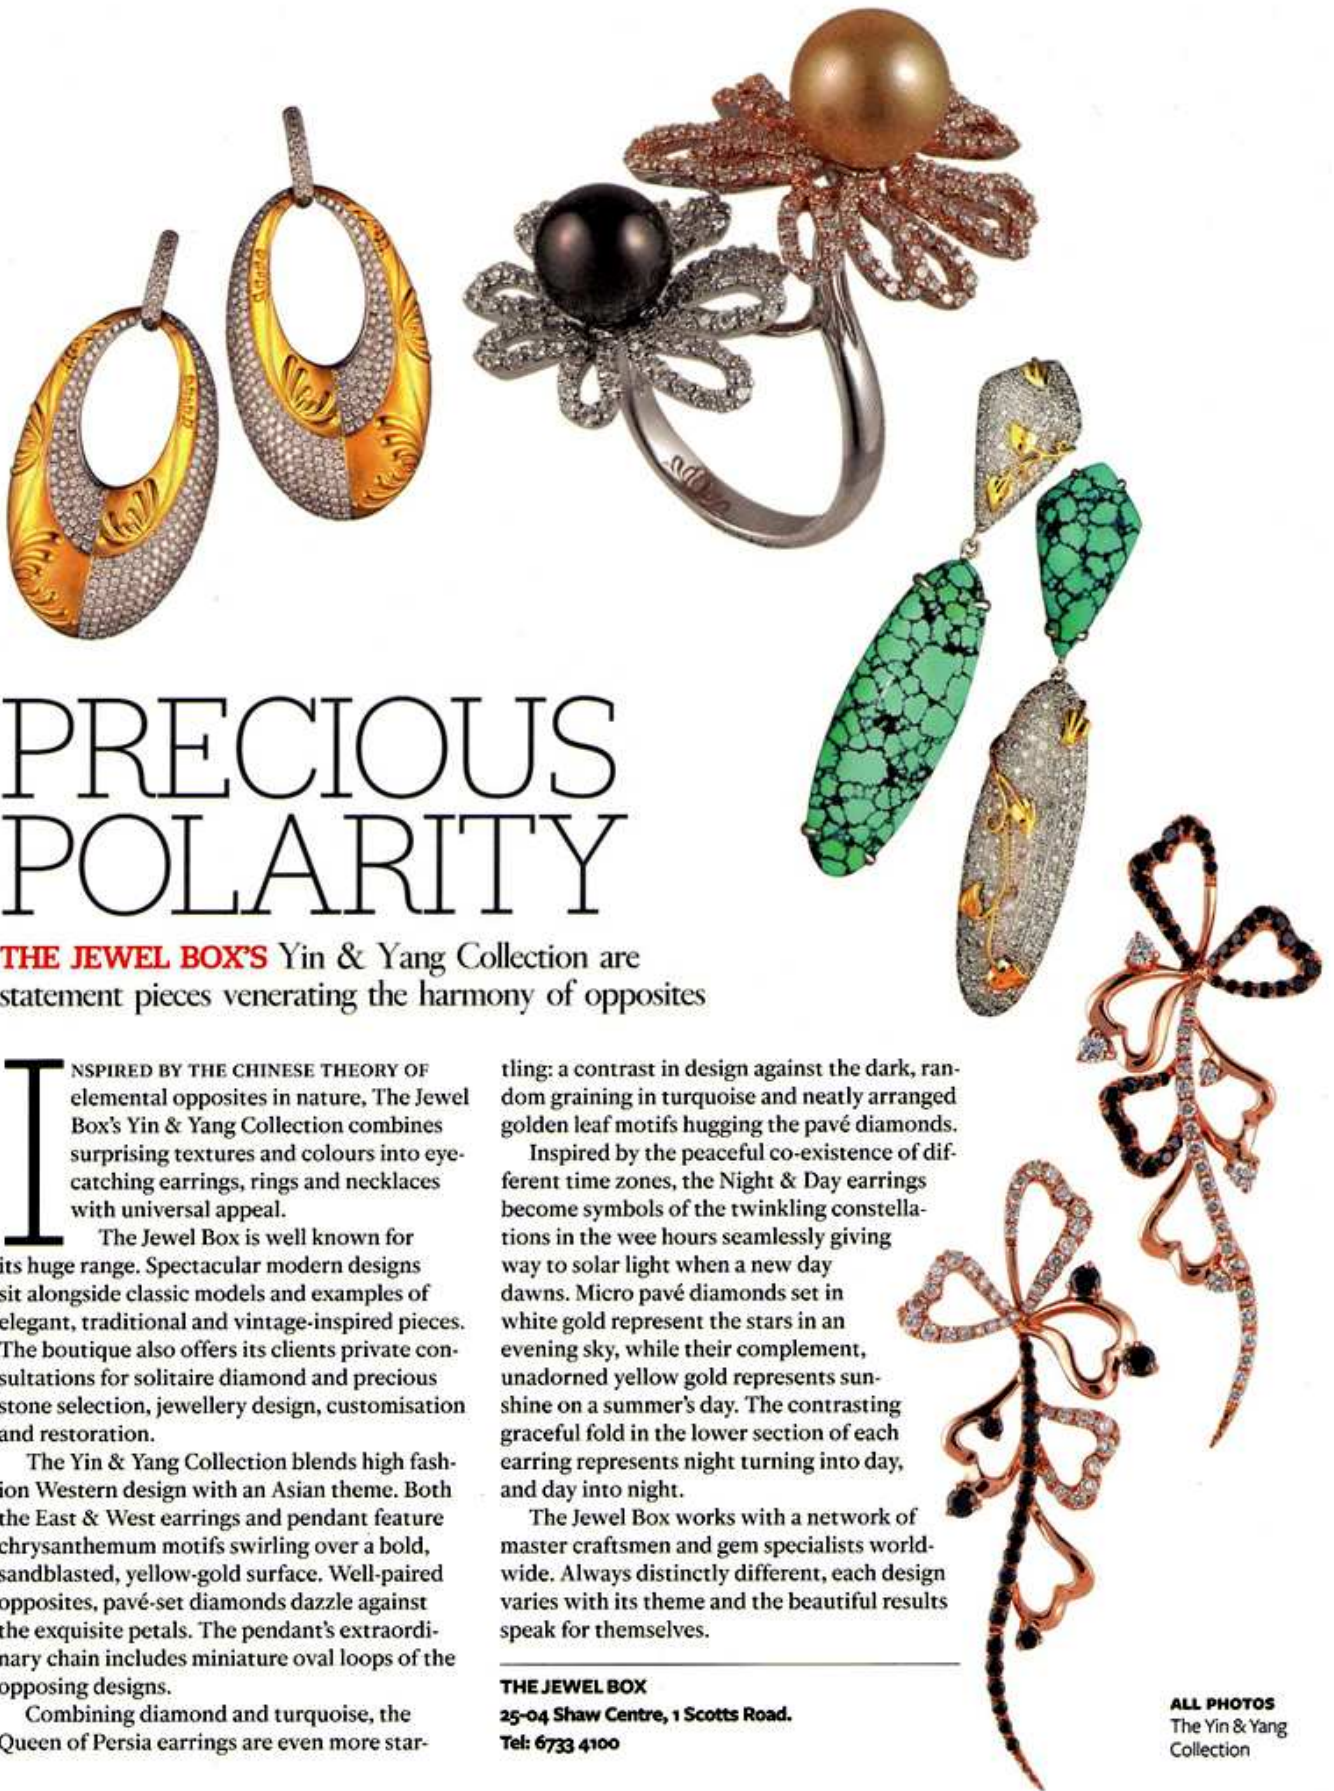 PRECIOUS
POLARITY
THE JEWEL BOX'S Yin & Yang Collection are
statement pieces venerating the harmony of opposites
INSPIRED BY THE CHINESE THEORY OF
elemental opposites in nature, The Jewel
Box's Yin & Yang Collection combines
surprising textures and colours into eye-
catching earrings, rings and necklaces
with universal appeal.
The Jewel Box is well known for
its huge range. Spectacular modern designs
sit alongside classic models and examples of
elegant, traditional and vintage-inspired pieces.
The boutique also offers its clients private con-
sultations for solitaire diamond and precious
stone selection, jewellery design, customisation
and restoration.
The Yin & Yang Collection blends high fash-
ion Western design with an Asian theme. Both
the East & West earrings and pendant feature
chrysanthemum motifs swirling over a bold,
sandblasted, yellow-gold surface. Well-paired
opposites, pavé-set diamonds dazzle against
the exquisite petals. The pendant's extraordi-
nary chain includes miniature oval loops of the
opposing designs.
Combining diamond and turquoise, the
Queen of Persia earrings are even more star-
tling: a contrast in design against the dark, ran-
dom graining in turquoise and neatly arranged
golden leaf motifs hugging the pavé diamonds.
Inspired by the peaceful co-existence of dif-
ferent time zones, the Night & Day earrings
become symbols of the twinkling constella-
tions in the wee hours seamlessly giving
way to solar light when a new day
dawns. Micro pavé diamonds set in
white gold represent the stars in an
evening sky, while their complement,
unadorned yellow gold represents sun-
shine on a summer's day. The contrasting
graceful fold in the lower section of each
earring represents night turning into day,
and day into night.
The Jewel Box works with a network of
master craftsmen and gem specialists world-
wide. Always distinctly different, each design
varies with its theme and the beautiful results
speak for themselves.
THE JEWEL BOX
25-04 Shaw Centre, 1 Scotts Road.
Tel: 6733 4100
ALL PHOTOS
The Yin & Yang
Collection